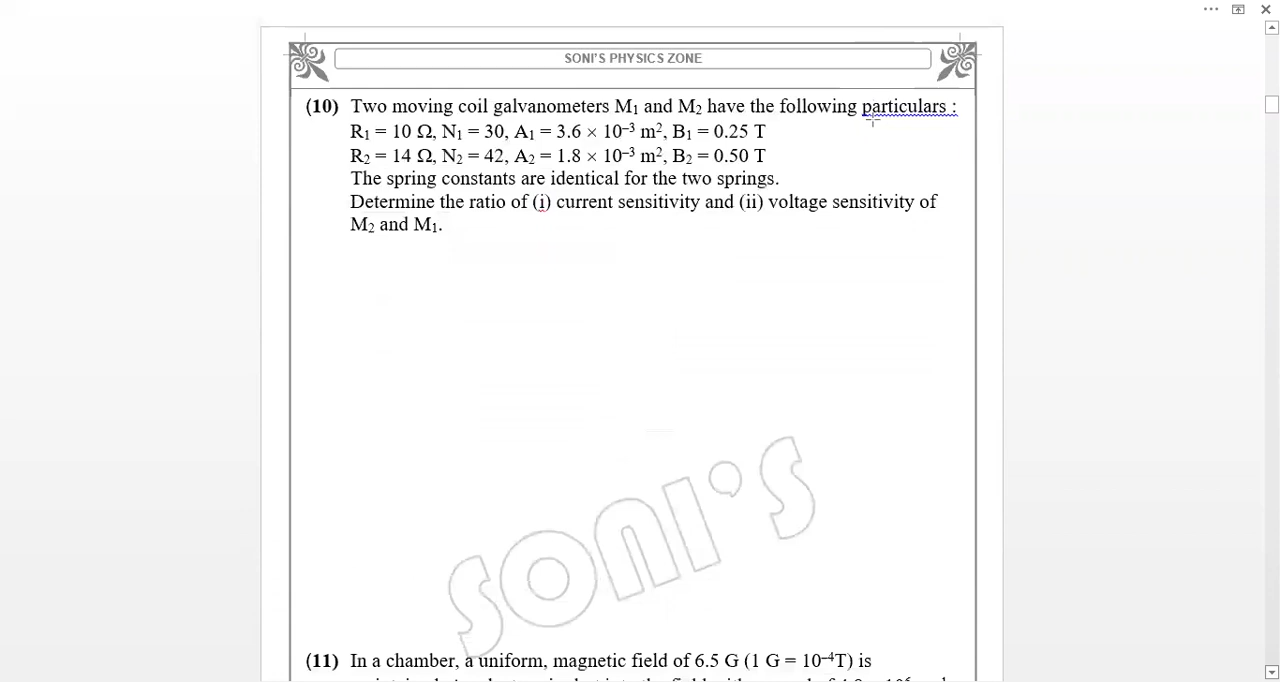 SONI'S PHYSICS ZONE
(10) Two moving coil galvanometers M₁ and M₂ have the following particulars :
R₁ = 10 Ω, N₁ = 30, A₁ = 3.6 × 10⁻³ m², B₁ = 0.25 T
R₂ = 14 Ω, N₂ = 42, A₂ = 1.8 × 10⁻³ m², B₂ = 0.50 T
The spring constants are identical for the two springs.
Determine the ratio of (i) current sensitivity and (ii) voltage sensitivity of
M₂ and M₁.
SONI'S
(11) In a chamber, a uniform, magnetic field of 6.5 G (1 G = 10⁻⁴T) is